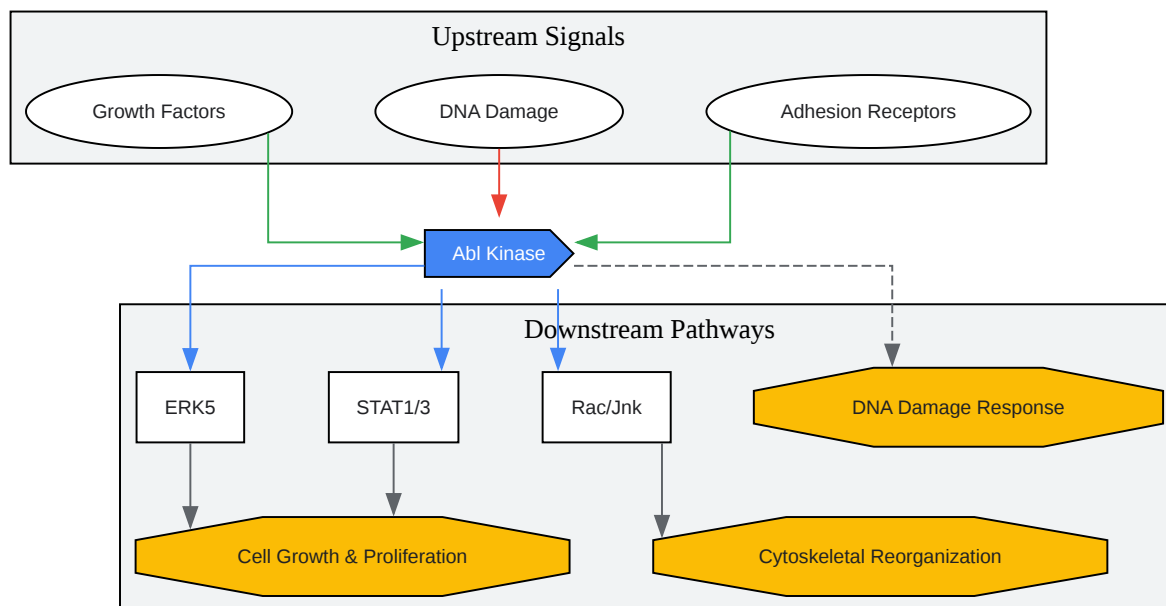 Upstream Signals
Growth Factors
DNA Damage
Adhesion Receptors
Abl Kinase
Downstream Pathways
ERK5
STAT1/3
Rac/Jnk
DNA Damage Response
Cell Growth & Proliferation
Cytoskeletal Reorganization